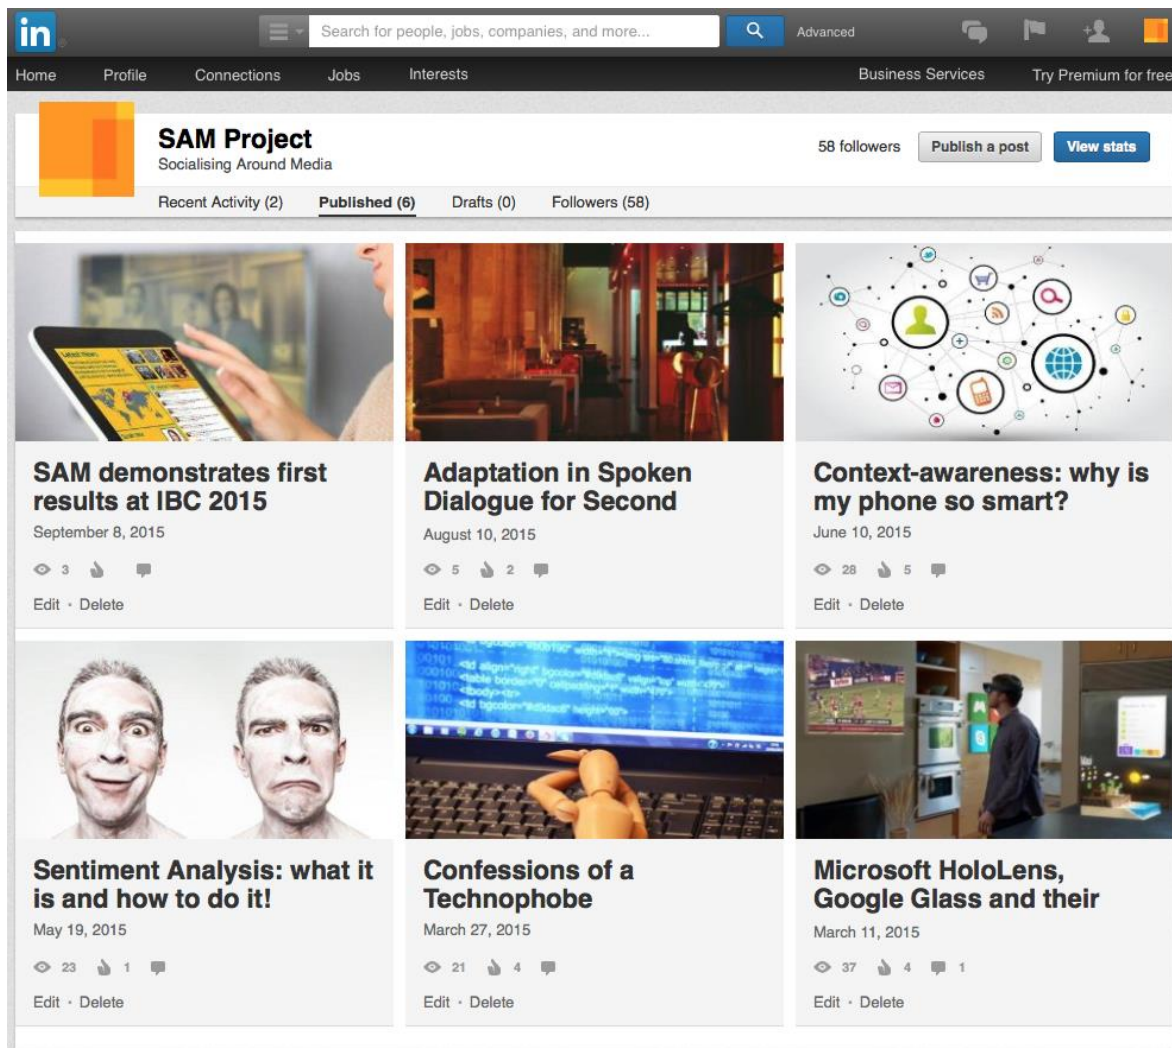 in
Search for people, jobs, companies, and more...
Advanced
Home Profile Connections Jobs Interests Business Services Try Premium for free
SAM Project
Socialising Around Media
58 followers Publish a post View stats
Recent Activity (2) Published (6) Drafts (0) Followers (58)
Latest News
SAM demonstrates first
results at IBC 2015
September 8, 2015
3
Edit · Delete
Adaptation in Spoken
Dialogue for Second
August 10, 2015
5 2
Edit · Delete
Context-awareness: why is
my phone so smart?
June 10, 2015
28 5
Edit · Delete
Sentiment Analysis: what it
is and how to do it!
May 19, 2015
23 1
Edit · Delete
Confessions of a
Technophobe
March 27, 2015
21 4
Edit · Delete
Microsoft HoloLens,
Google Glass and their
March 11, 2015
37 4 1
Edit · Delete